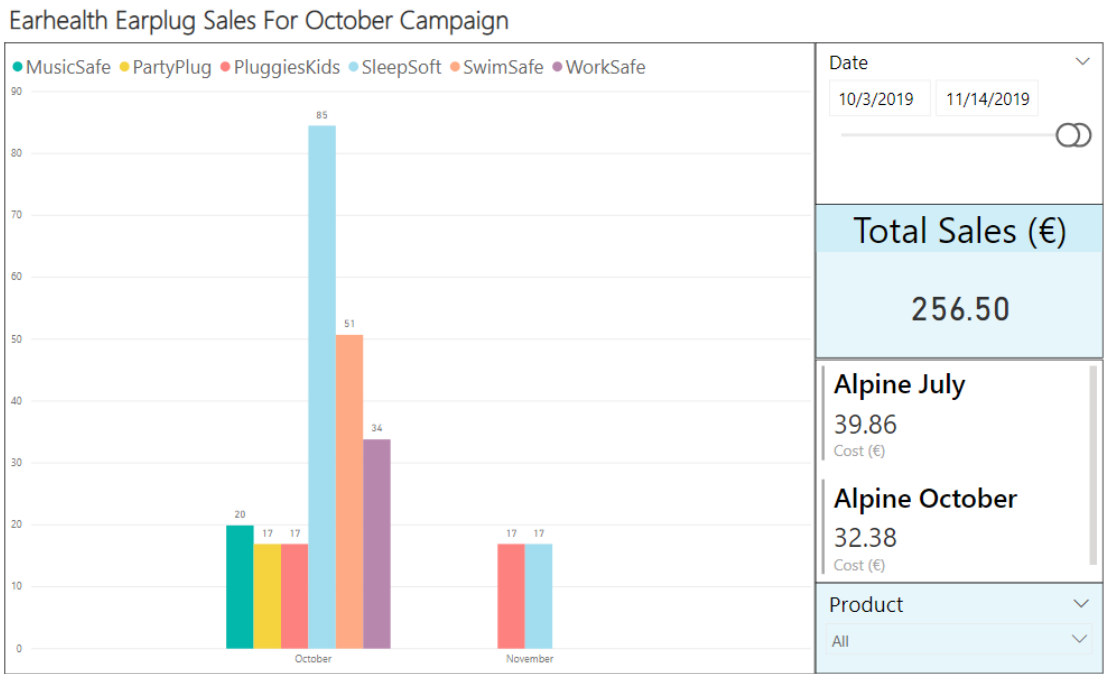 Earhealth Earplug Sales For October Campaign
MusicSafe PartyPlug PluggiesKids SleepSoft SwimSafe WorkSafe
90
80
70
60
50
40
30
20
10
0
85
51
34
20
17
17
17
17
October
November
Date
10/3/2019
11/14/2019
Total Sales (€)
256.50
Alpine July
39.86
Cost (€)
Alpine October
32.38
Cost (€)
Product
All